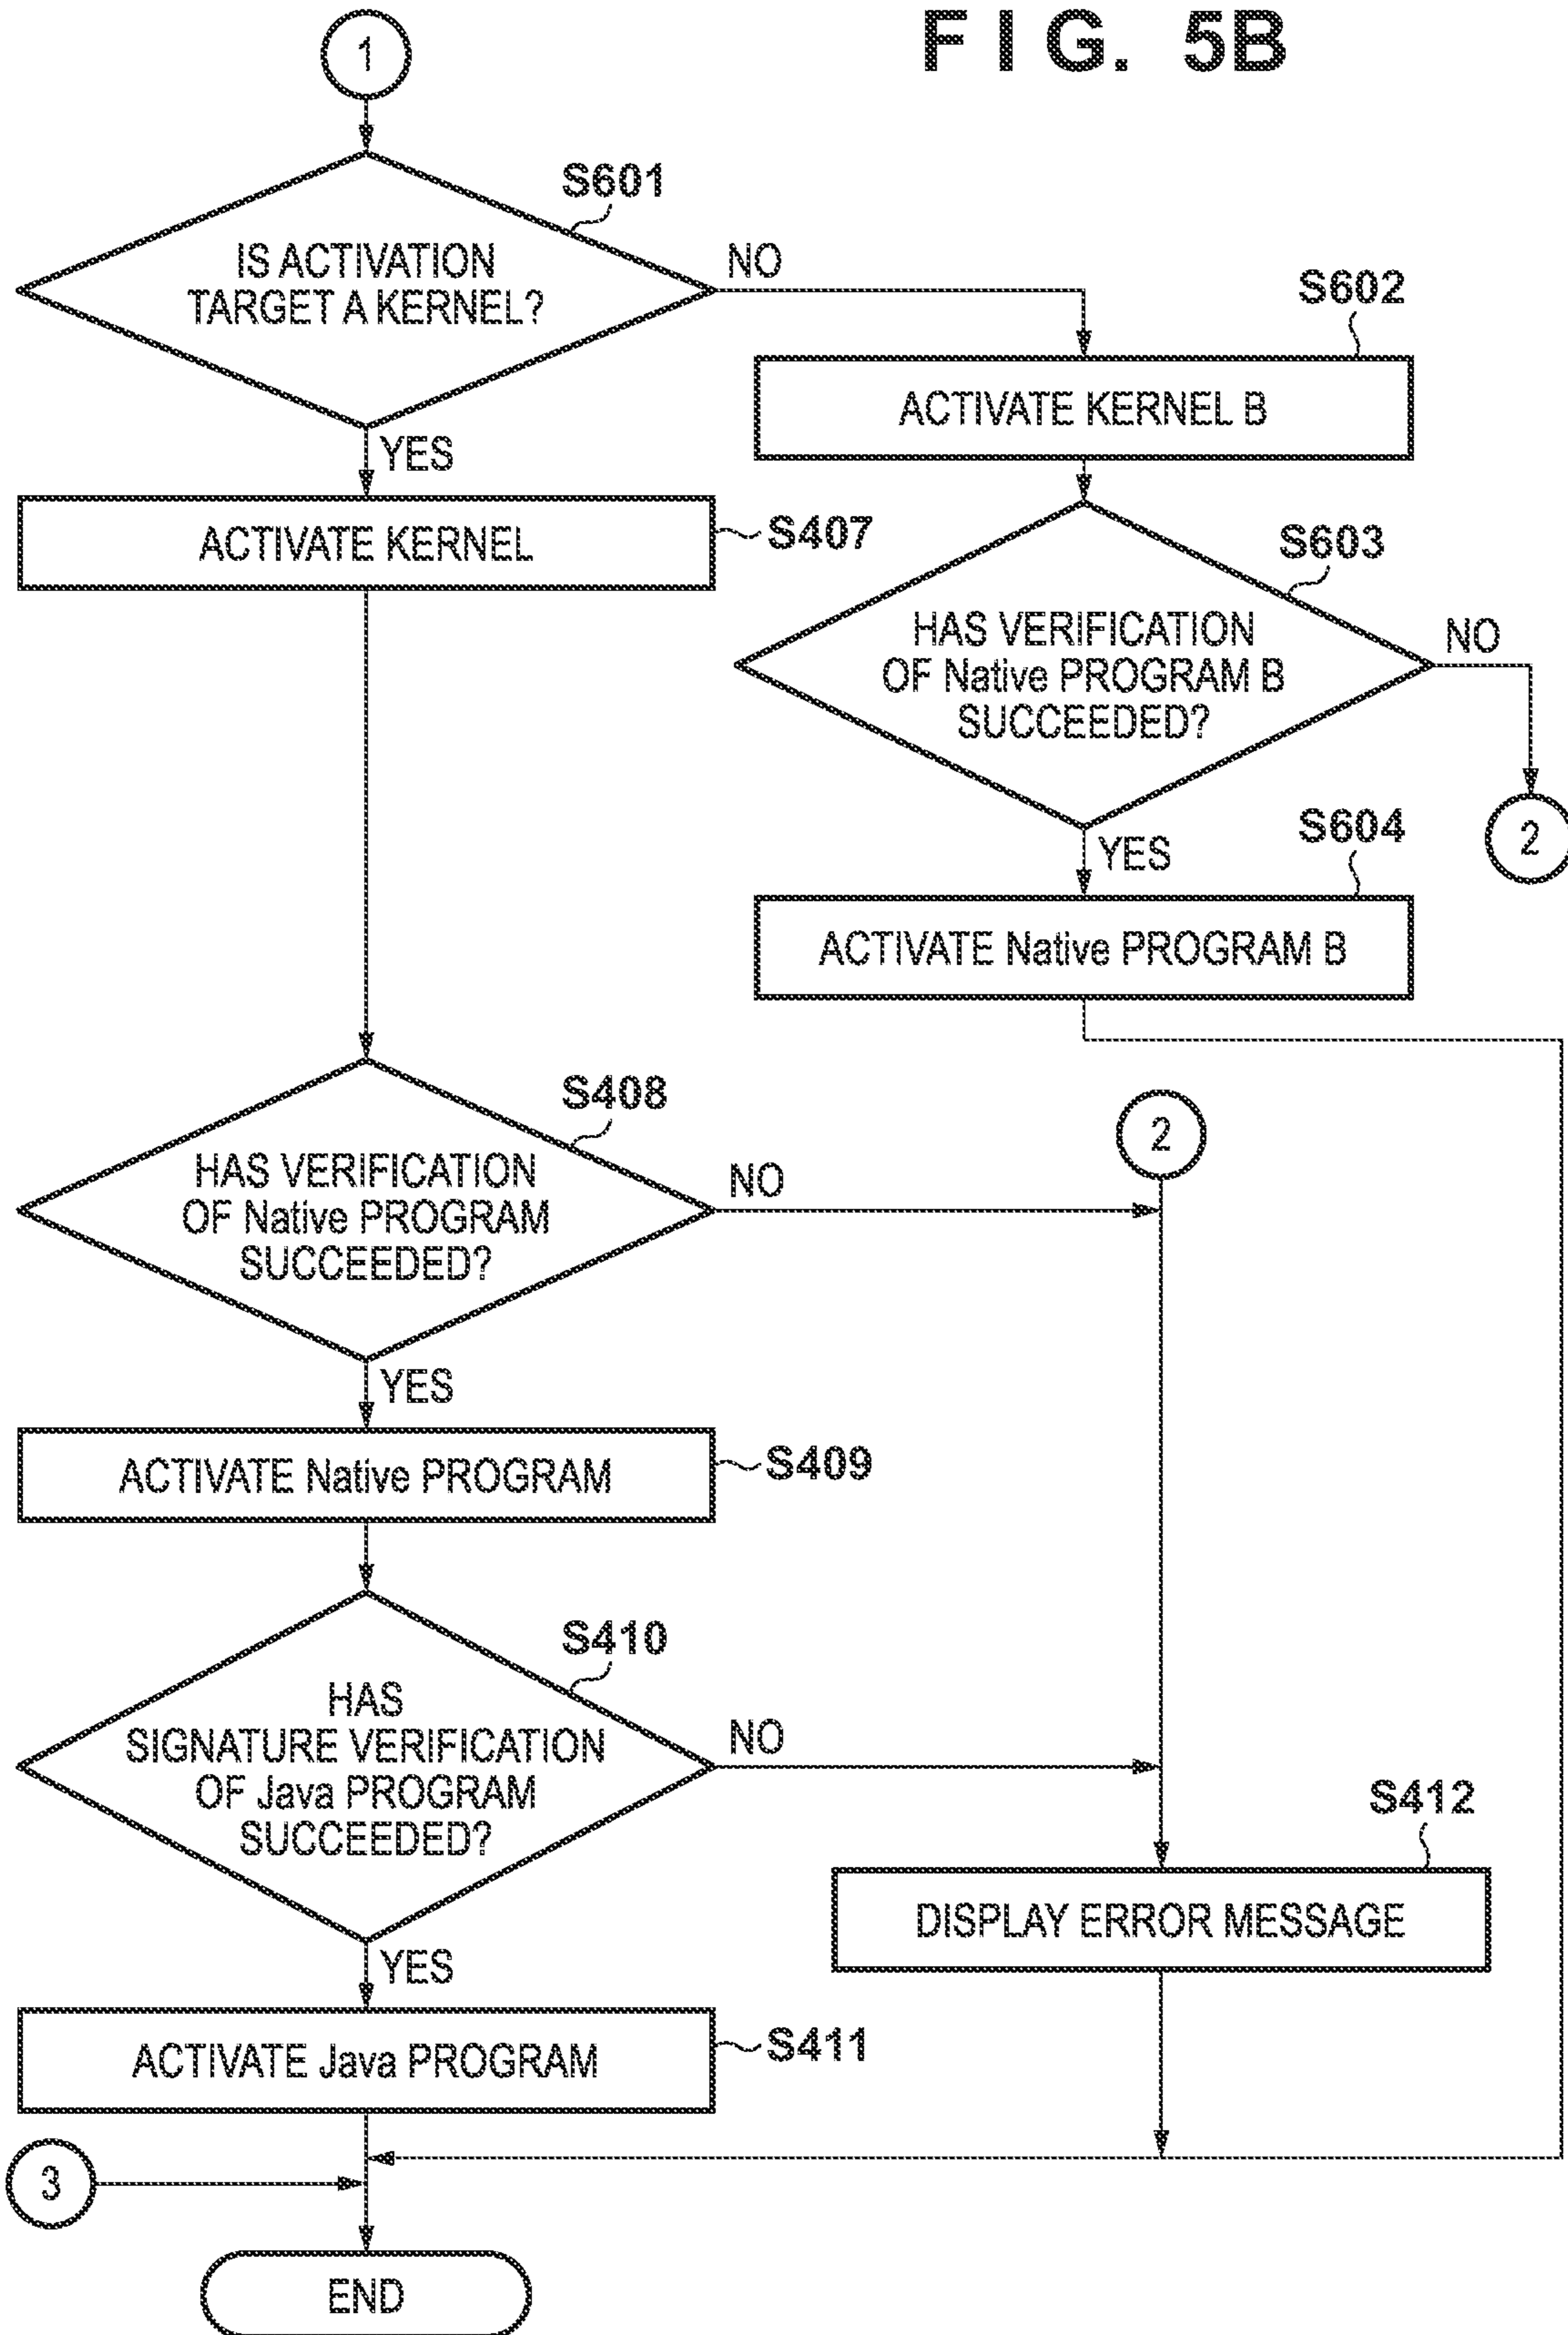 FIG. 5B
1
S601
IS ACTIVATION
TARGET A KERNEL?
NO
YES
S602
ACTIVATE KERNEL B
ACTIVATE KERNEL
S407
S603
HAS VERIFICATION
OF Native PROGRAM B
SUCCEEDED?
NO
2
YES
S604
ACTIVATE Native PROGRAM B
S408
HAS VERIFICATION
OF Native PROGRAM
SUCCEEDED?
NO
2
YES
ACTIVATE Native PROGRAM
S409
S410
HAS
SIGNATURE VERIFICATION
OF Java PROGRAM
SUCCEEDED?
NO
YES
S412
DISPLAY ERROR MESSAGE
ACTIVATE Java PROGRAM
S411
3
END